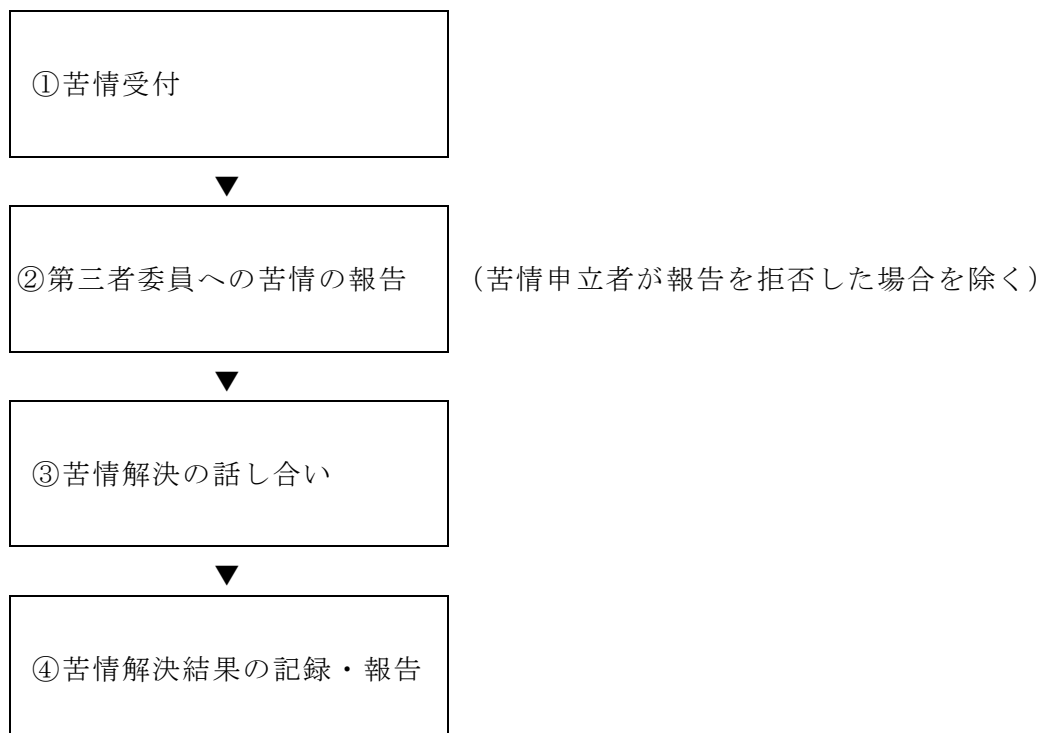 ①苦情受付
▼
②第三者委員への苦情の報告 （苦情申立者が報告を拒否した場合を除く）
▼
③苦情解決の話し合い
▼
④苦情解決結果の記録・報告